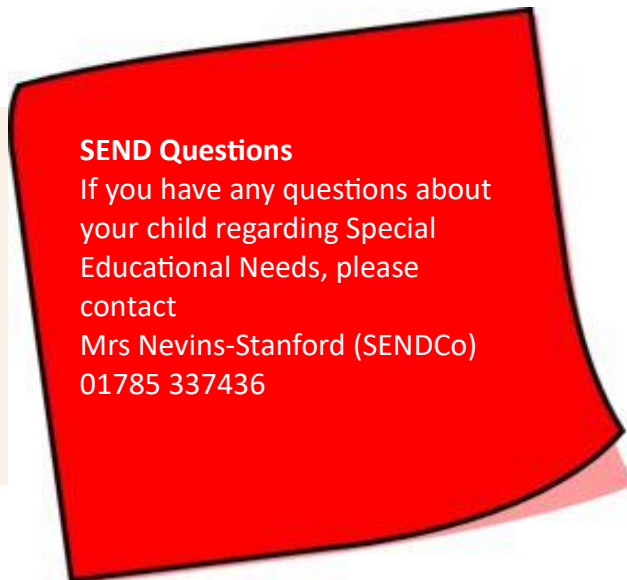 SEND Questions
If you have any questions about
your child regarding Special
Educational Needs, please
contact
Mrs Nevins-Stanford (SENDCo)
01785 337436